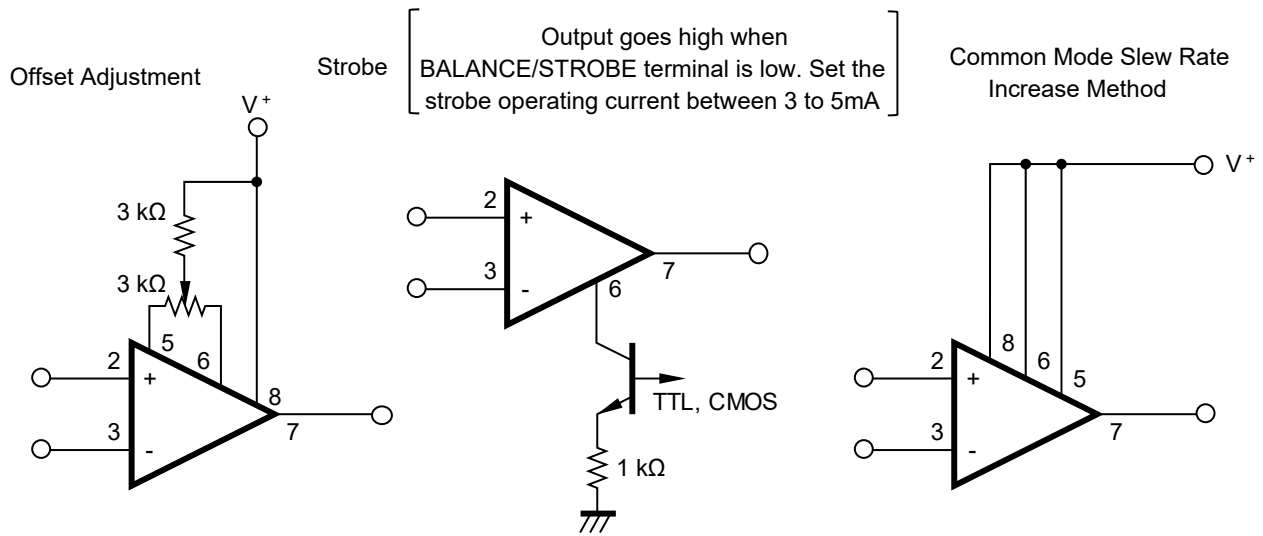 Offset Adjustment
V+
3 kΩ
3 kΩ
5
6
2
+
8
3
-
7
Strobe
Output goes high when
BALANCE/STROBE terminal is low. Set the
strobe operating current between 3 to 5mA
2
+
3
-
7
6
TTL, CMOS
1 kΩ
Common Mode Slew Rate
Increase Method
V+
8
6
5
2
+
3
-
7